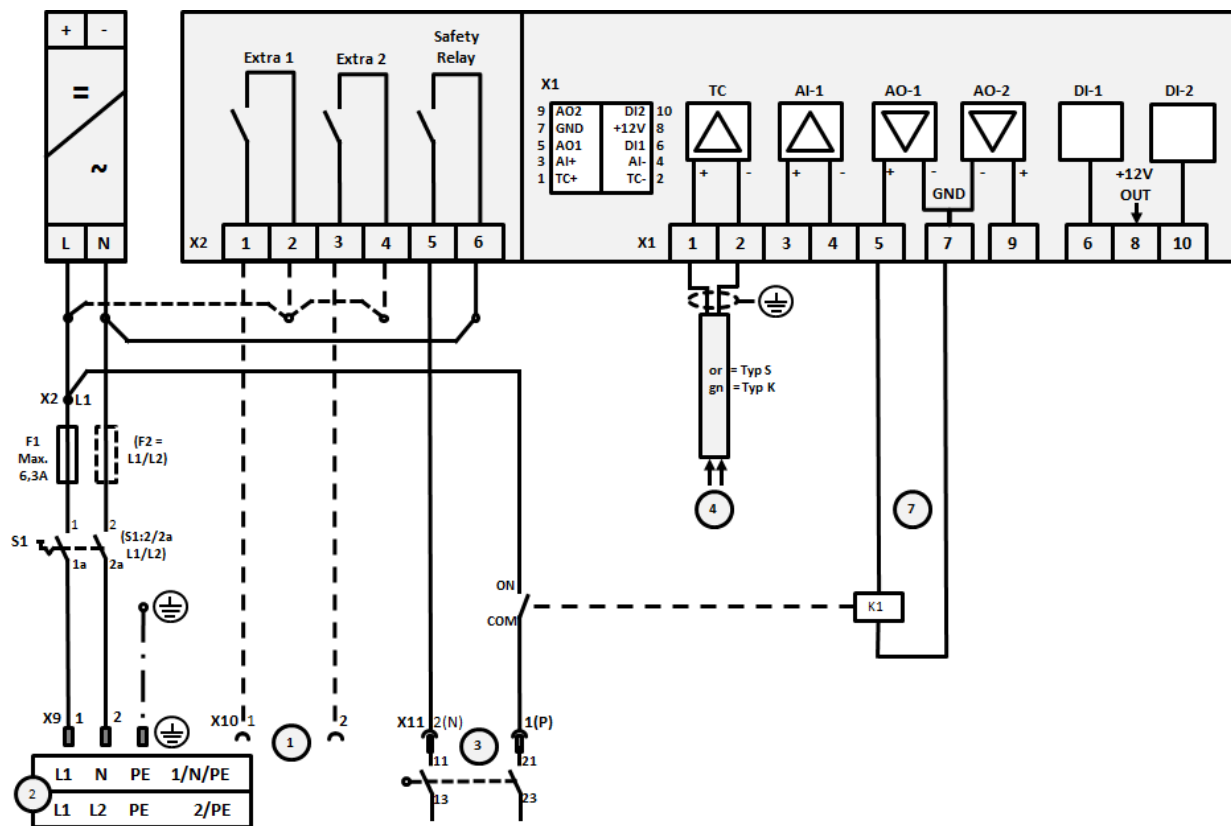 + -
=
~
L N
Extra 1 Extra 2 Safety
Relay
X2 1 2 3 4 5 6
X1
9 AO2 DI2 10
7 GND +12V 8
5 AO1 DI1 6
3 AI+ AI- 4
1 TC+ TC- 2
TC AI-1 AO-1 AO-2 DI-1 DI-2
+ - + - + - - +
GND
+12V
OUT
X1 1 2 3 4 5 7 9 6 8 10
or = Typ S
gn = Typ K
X2 L1
F1
Max.
6,3A
(F2 =
L1/L2)
4
7
S1
1 2
1a 2a
(S1:2/2a
L1/L2)
ON
COM
K1
X9 1 2
X10 1 1 2
X11 2(N) 3 1(P)
11 21
13 23
2
L1 N PE 1/N/PE
L1 L2 PE 2/PE